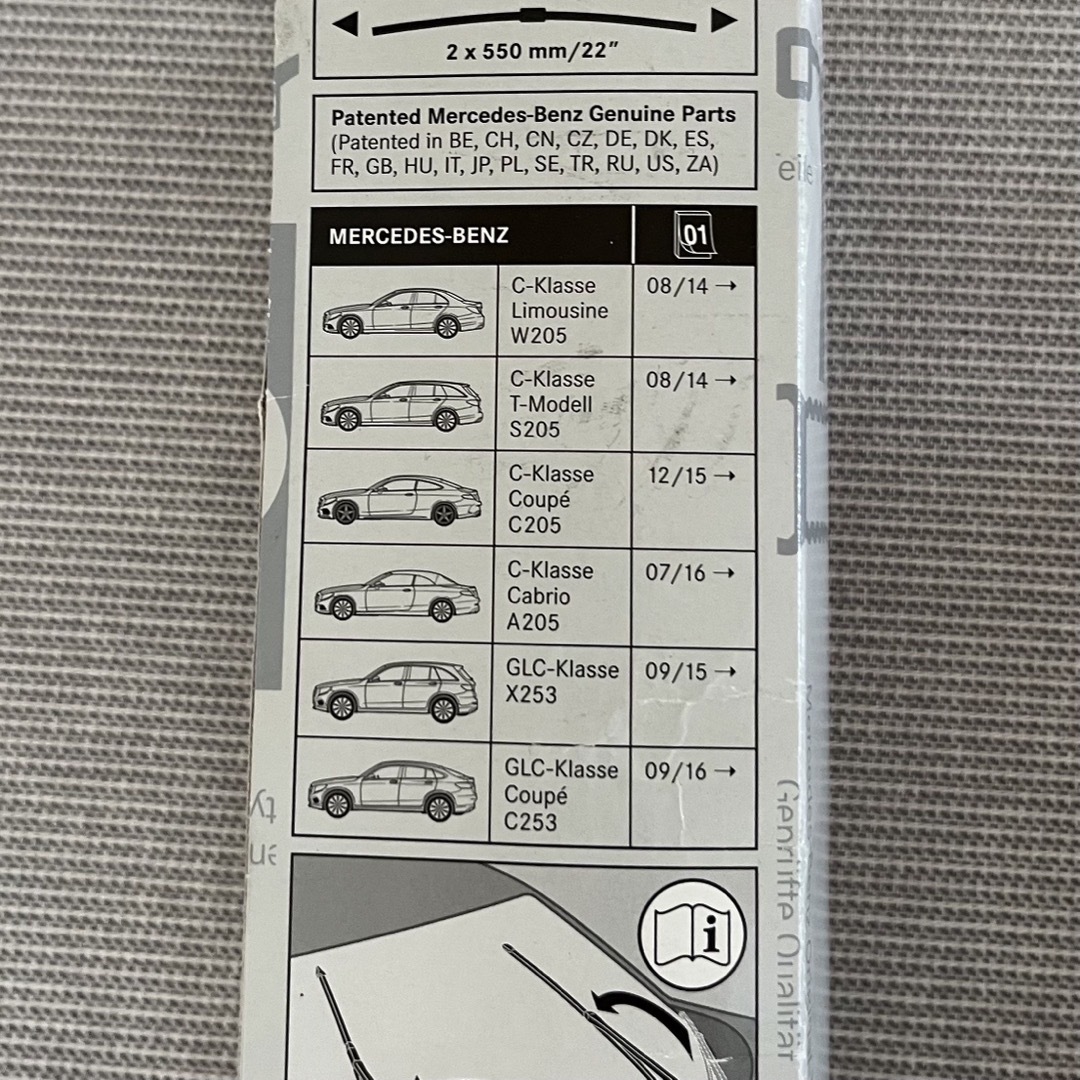 2 x 550 mm/22”
Patented Mercedes-Benz Genuine Parts
(Patented in BE, CH, CN, CZ, DE, DK, ES,
FR, GB, HU, IT, JP, PL, SE, TR, RU, US, ZA)
MERCEDES-BENZ 01
C-Klasse 08/14 →
Limousine
W205
C-Klasse 08/14 →
T-Modell
S205
C-Klasse 12/15 →
Coupé
C205
C-Klasse 07/16 →
Cabrio
A205
GLC-Klasse 09/15 →
X253
GLC-Klasse 09/16 →
Coupé
C253
i
Geprüfte Qualität